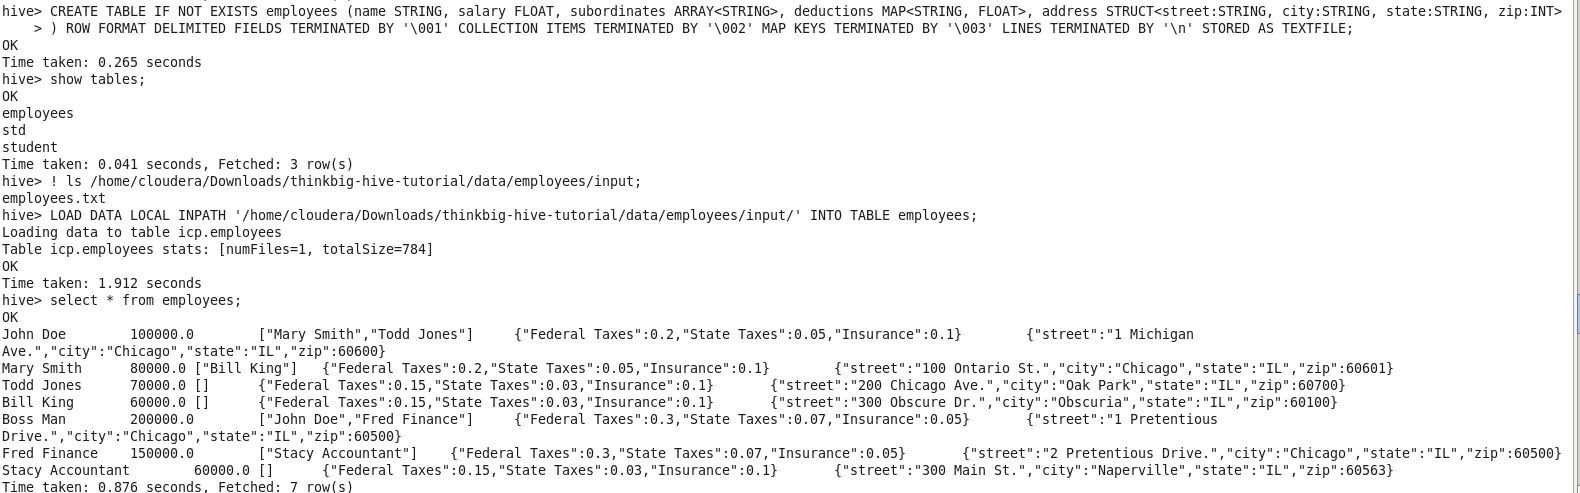 hive> CREATE TABLE IF NOT EXISTS employees (name STRING, salary FLOAT, subordinates ARRAY<STRING>, deductions MAP<STRING, FLOAT>, address STRUCT<street:STRING, city:STRING, state:STRING, zip:INT>
    > ) ROW FORMAT DELIMITED FIELDS TERMINATED BY '\001' COLLECTION ITEMS TERMINATED BY '\002' MAP KEYS TERMINATED BY '\003' LINES TERMINATED BY '\n' STORED AS TEXTFILE;
OK
Time taken: 0.265 seconds
hive> show tables;
OK
employees
std
student
Time taken: 0.041 seconds, Fetched: 3 row(s)
hive> ! ls /home/cloudera/Downloads/thinkbig-hive-tutorial/data/employees/input;
employees.txt
hive> LOAD DATA LOCAL INPATH '/home/cloudera/Downloads/thinkbig-hive-tutorial/data/employees/input/' INTO TABLE employees;
Loading data to table icp.employees
Table icp.employees stats: [numFiles=1, totalSize=784]
OK
Time taken: 1.912 seconds
hive> select * from employees;
OK
John Doe        100000.0        ["Mary Smith","Todd Jones"]     {"Federal Taxes":0.2,"State Taxes":0.05,"Insurance":0.1}        {"street":"1 Michigan
Ave.","city":"Chicago","state":"IL","zip":60600}
Mary Smith      80000.0 ["Bill King"]   {"Federal Taxes":0.2,"State Taxes":0.05,"Insurance":0.1}        {"street":"100 Ontario St.","city":"Chicago","state":"IL","zip":60601}
Todd Jones      70000.0 []      {"Federal Taxes":0.15,"State Taxes":0.03,"Insurance":0.1}       {"street":"200 Chicago Ave.","city":"Oak Park","state":"IL","zip":60700}
Bill King       60000.0 []      {"Federal Taxes":0.15,"State Taxes":0.03,"Insurance":0.1}       {"street":"300 Obscure Dr.","city":"Obscuria","state":"IL","zip":60100}
Boss Man        200000.0        ["John Doe","Fred Finance"]     {"Federal Taxes":0.3,"State Taxes":0.07,"Insurance":0.05}       {"street":"1 Pretentious
Drive.","city":"Chicago","state":"IL","zip":60500}
Fred Finance    150000.0        ["Stacy Accountant"]    {"Federal Taxes":0.3,"State Taxes":0.07,"Insurance":0.05}       {"street":"2 Pretentious Drive.","city":"Chicago","state":"IL","zip":60500}
Stacy Accountant        60000.0 []      {"Federal Taxes":0.15,"State Taxes":0.03,"Insurance":0.1}       {"street":"300 Main St.","city":"Naperville","state":"IL","zip":60563}
Time taken: 0.876 seconds, Fetched: 7 row(s)